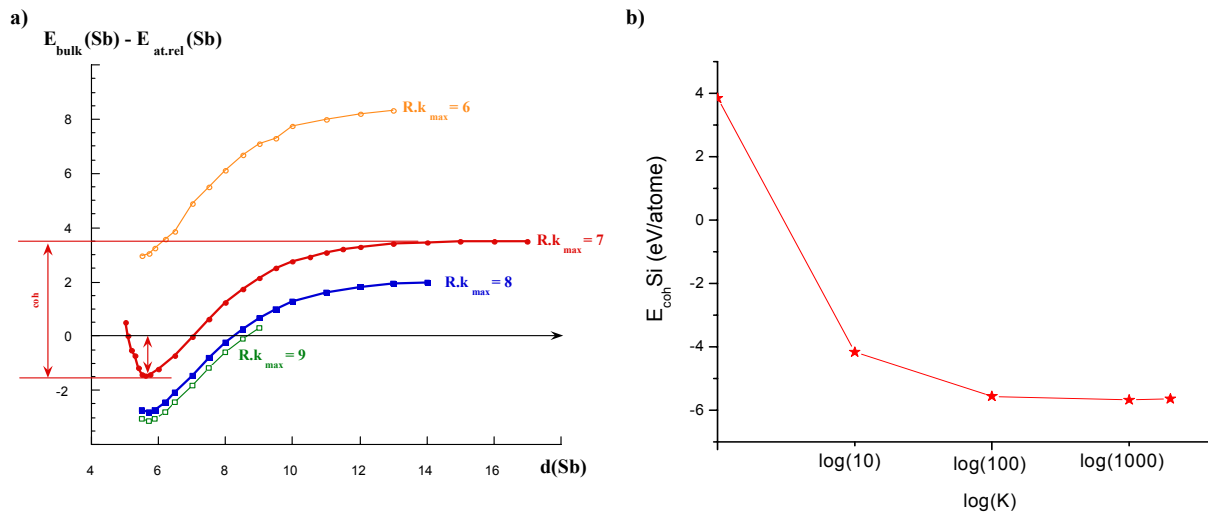 a)
E_bulk(Sb) - E_at.rel(Sb)
8
6
4
2
0
-2
4
6
8
10
12
14
16
d(Sb)
R.k_max = 6
R.k_max = 7
R.k_max = 8
R.k_max = 9
coh
b)
E_cohSi (eV/atome)
4
2
0
-2
-4
-6
log(10)
log(100)
log(1000)
log(K)